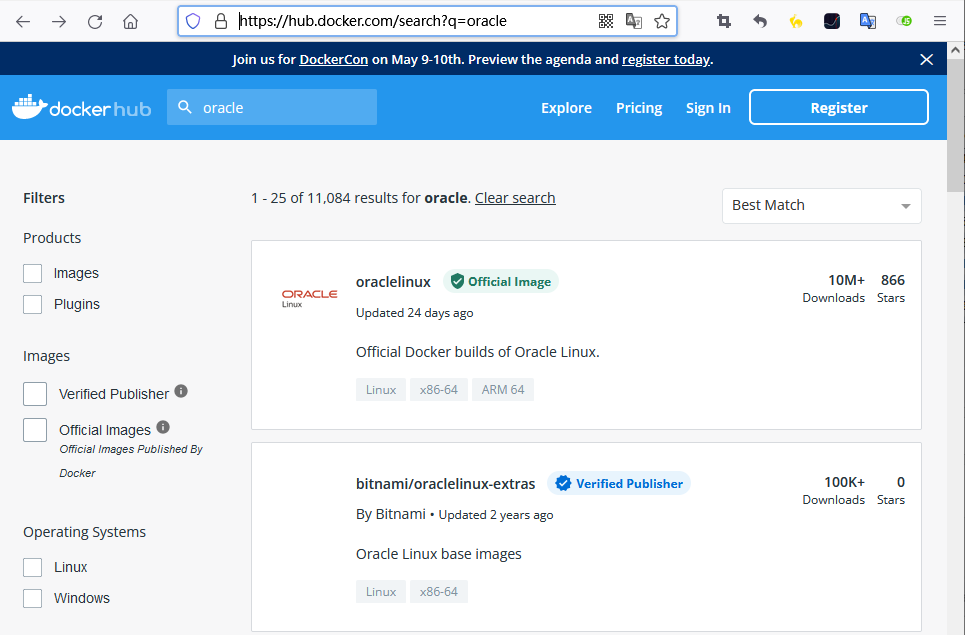 https://hub.docker.com/search?q=oracle
Join us for DockerCon on May 9-10th. Preview the agenda and register today.
docker hub
oracle
Explore
Pricing
Sign In
Register
Filters
1 - 25 of 11,084 results for oracle. Clear search
Best Match
Products
Images
Plugins
Images
Verified Publisher
Official Images
Official Images Published By
Docker
Operating Systems
Linux
Windows
ORACLE
Linux
oraclelinux
Official Image
10M+
866
Downloads
Stars
Updated 24 days ago
Official Docker builds of Oracle Linux.
Linux
x86-64
ARM 64
bitnami/oraclelinux-extras
Verified Publisher
100K+
0
Downloads
Stars
By Bitnami • Updated 2 years ago
Oracle Linux base images
Linux
x86-64